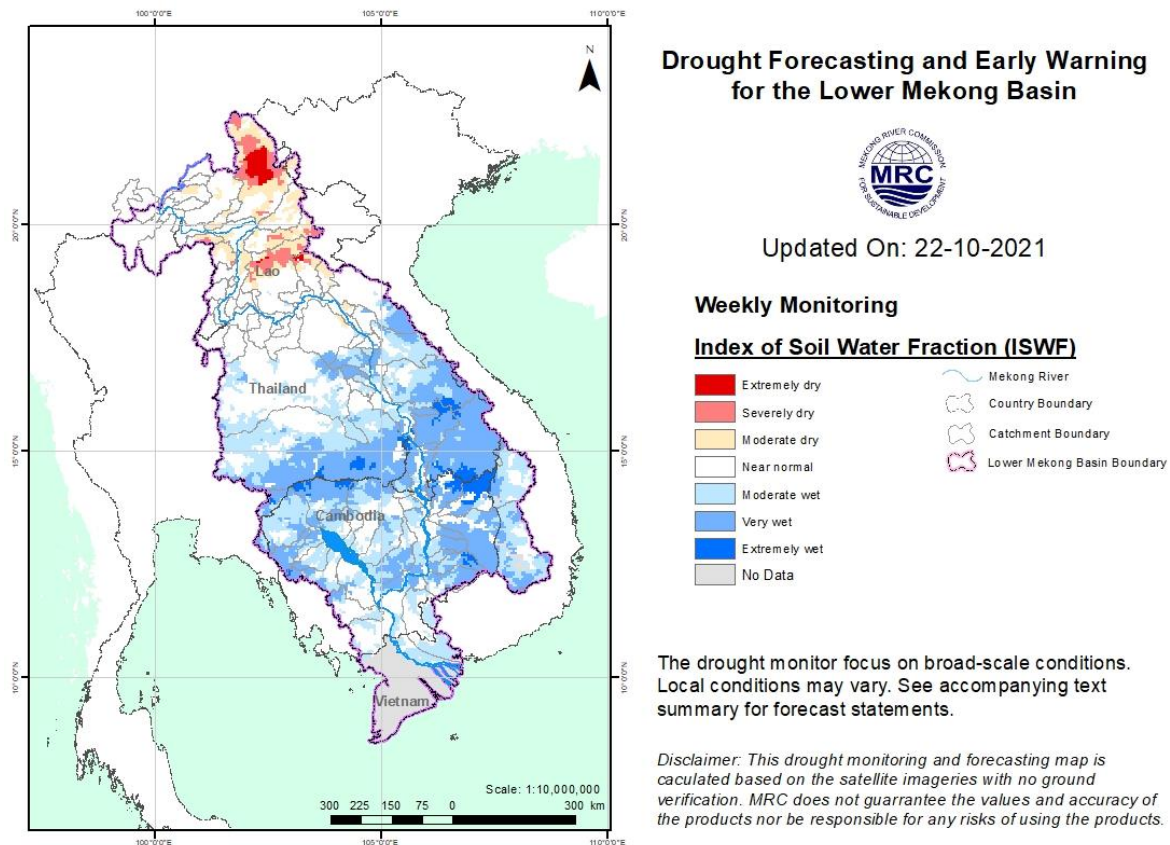 100°0'0"E
105°0'0"E
110°0'0"E
N
20°0'0"N
20°0'0"N
15°0'0"N
15°0'0"N
10°0'0"N
10°0'0"N
Lao
Thailand
Cambodia
Vietnam
Scale: 1:10,000,000
300 225 150 75 0 300 km
100°0'0"E
105°0'0"E
110°0'0"E
Drought Forecasting and Early Warning
for the Lower Mekong Basin
MEKONG RIVER COMMISSION
MRC
FOR SUSTAINABLE DEVELOPMENT
Updated On: 22-10-2021
Weekly Monitoring
Index of Soil Water Fraction (ISWF)
Extremely dry
Severely dry
Moderate dry
Near normal
Moderate wet
Very wet
Extremely wet
No Data
Mekong River
Country Boundary
Catchment Boundary
Lower Mekong Basin Boundary
The drought monitor focus on broad-scale conditions.
Local conditions may vary. See accompanying text
summary for forecast statements.
Disclaimer: This drought monitoring and forecasting map is
caculated based on the satellite imageries with no ground
verification. MRC does not guarrantee the values and accuracy of
the products nor be responsible for any risks of using the products.